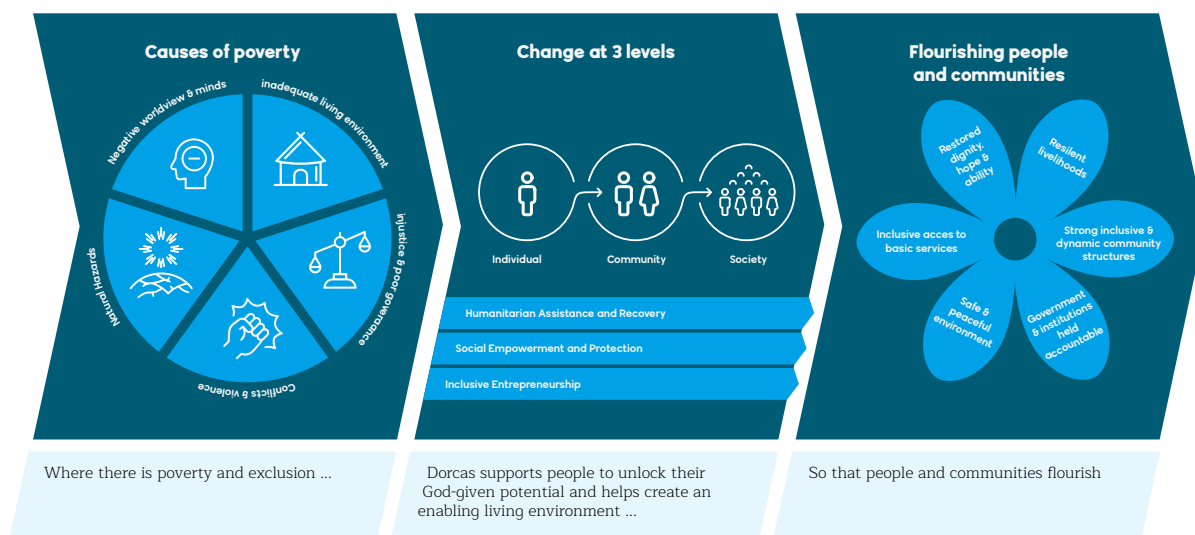 Causes of poverty
Negative worldview & minds
inadequate living environment
injustice & poor goverance
Conflicts & violence
Natural Hazards
Change at 3 levels
Individual
Community
Society
Humanitarian Assistance and Recovery
Social Empowerment and Protection
Inclusive Entrepreneurship
Flourishing people
and communities
Restored
dignity,
hope &
ability
Resilent
livelihoods
Inclusive acces to
basic services
Strong inclusive &
dynamic community
structures
Safe &
peaceful
environment
Government
& institutions
held
accountable
Where there is poverty and exclusion ...
Dorcas supports people to unlock their
God-given potential and helps create an
enabling living environment ...
So that people and communities flourish